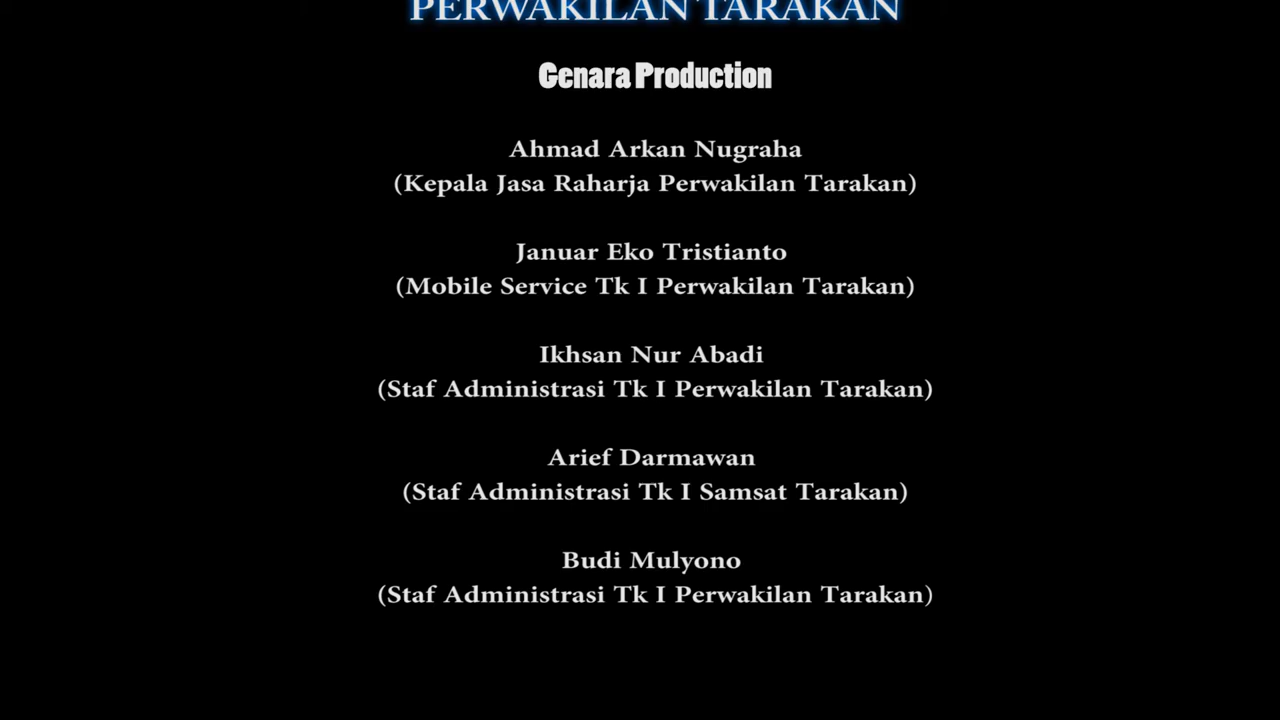 PERWAKILAN TARAKAN
Genara Production
Ahmad Arkan Nugraha
(Kepala Jasa Raharja Perwakilan Tarakan)
Januar Eko Tristianto
(Mobile Service Tk I Perwakilan Tarakan)
Ikhsan Nur Abadi
(Staf Administrasi Tk I Perwakilan Tarakan)
Arief Darmawan
(Staf Administrasi Tk I Samsat Tarakan)
Budi Mulyono
(Staf Administrasi Tk I Perwakilan Tarakan)